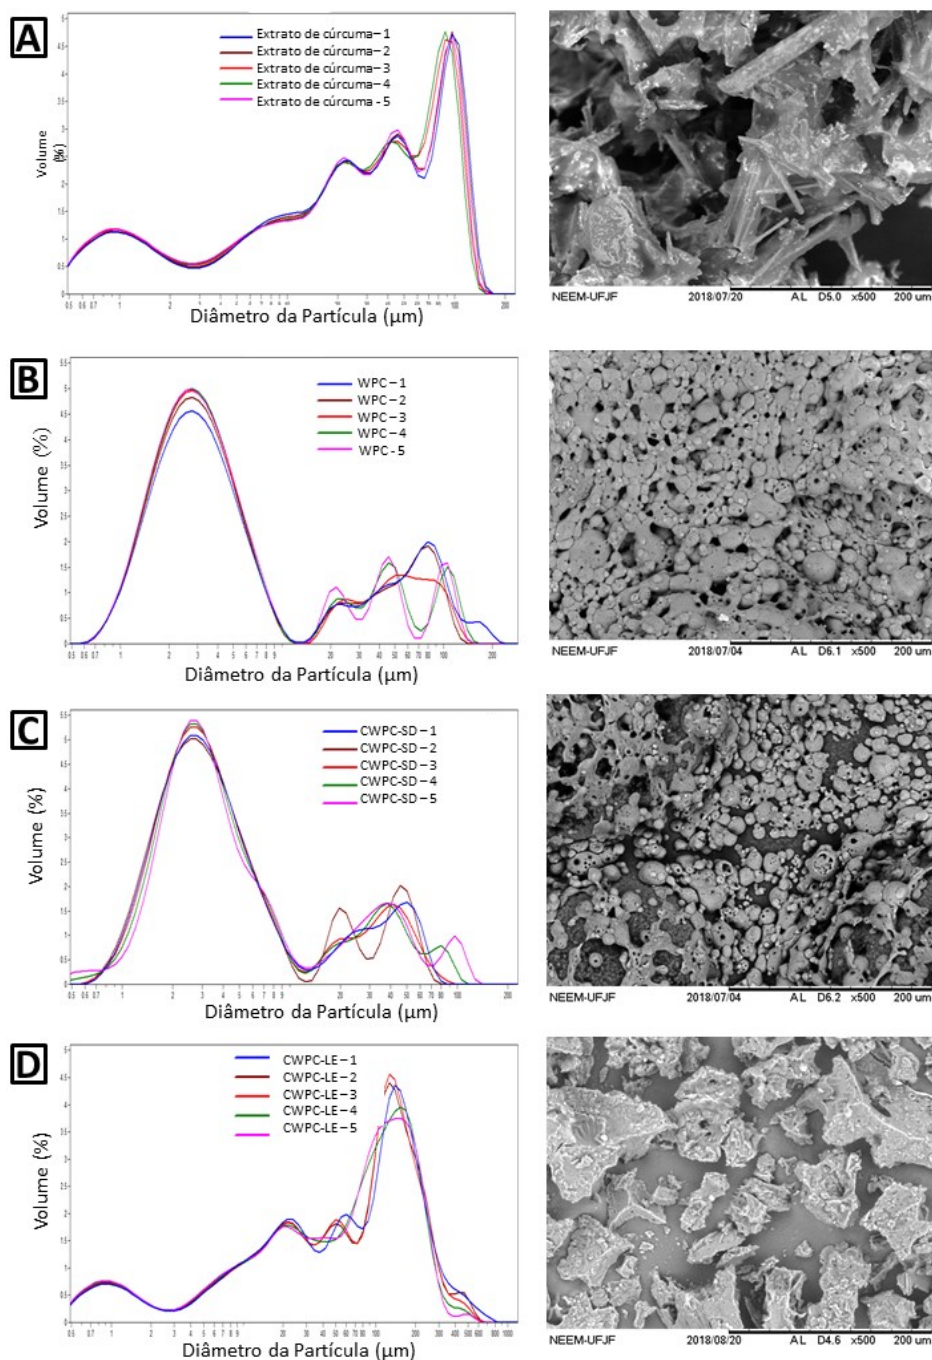 A
Extrato de cúrcuma – 1
Extrato de cúrcuma – 2
Extrato de cúrcuma – 3
Extrato de cúrcuma – 4
Extrato de cúrcuma - 5
Volume (%)
Diâmetro da Partícula (µm)
NEEM-UFJF 2018/07/20 AL D5.0 x500 200 um
B
WPC – 1
WPC – 2
WPC – 3
WPC – 4
WPC - 5
Volume (%)
Diâmetro da Partícula (µm)
NEEM-UFJF 2018/07/04 AL D6.1 x500 200 um
C
CWPC-SD – 1
CWPC-SD – 2
CWPC-SD – 3
CWPC-SD – 4
CWPC-SD – 5
Volume (%)
Diâmetro da Partícula (µm)
NEEM-UFJF 2018/07/04 AL D6.2 x500 200 um
D
CWPC-LE – 1
CWPC-LE – 2
CWPC-LE – 3
CWPC-LE – 4
CWPC-LE – 5
Volume (%)
Diâmetro da Partícula (µm)
NEEM-UFJF 2018/08/20 AL D4.6 x500 200 um